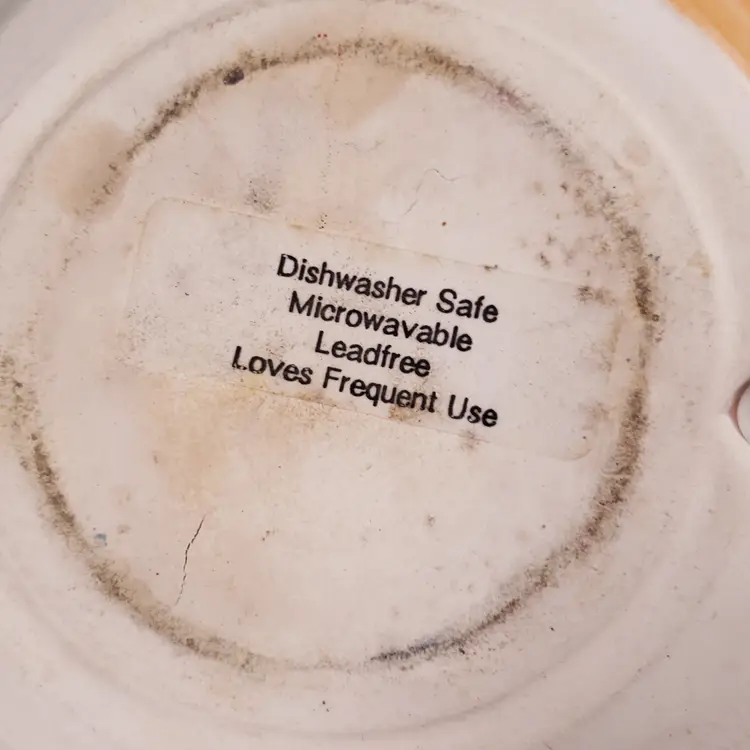 Dishwasher Safe
Microwavable
Leadfree
Loves Frequent Use